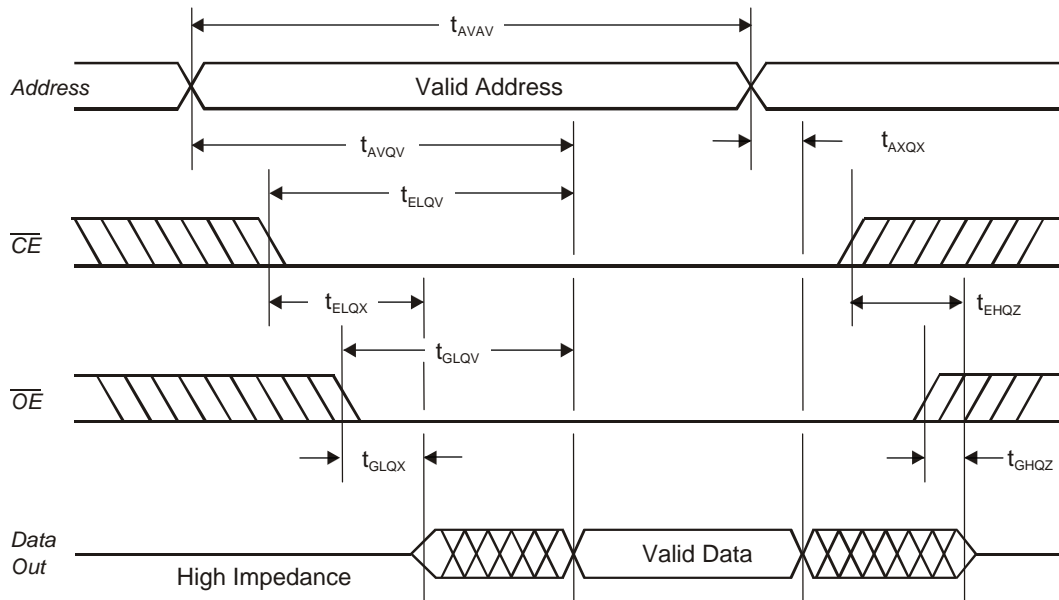 tAVAV
Address
Valid Address
tAVQV
tAXQX
tELQV
CE
tELQX
tEHQZ
tGLQV
OE
tGLQX
tGHQZ
Data
Out
Valid Data
High Impedance